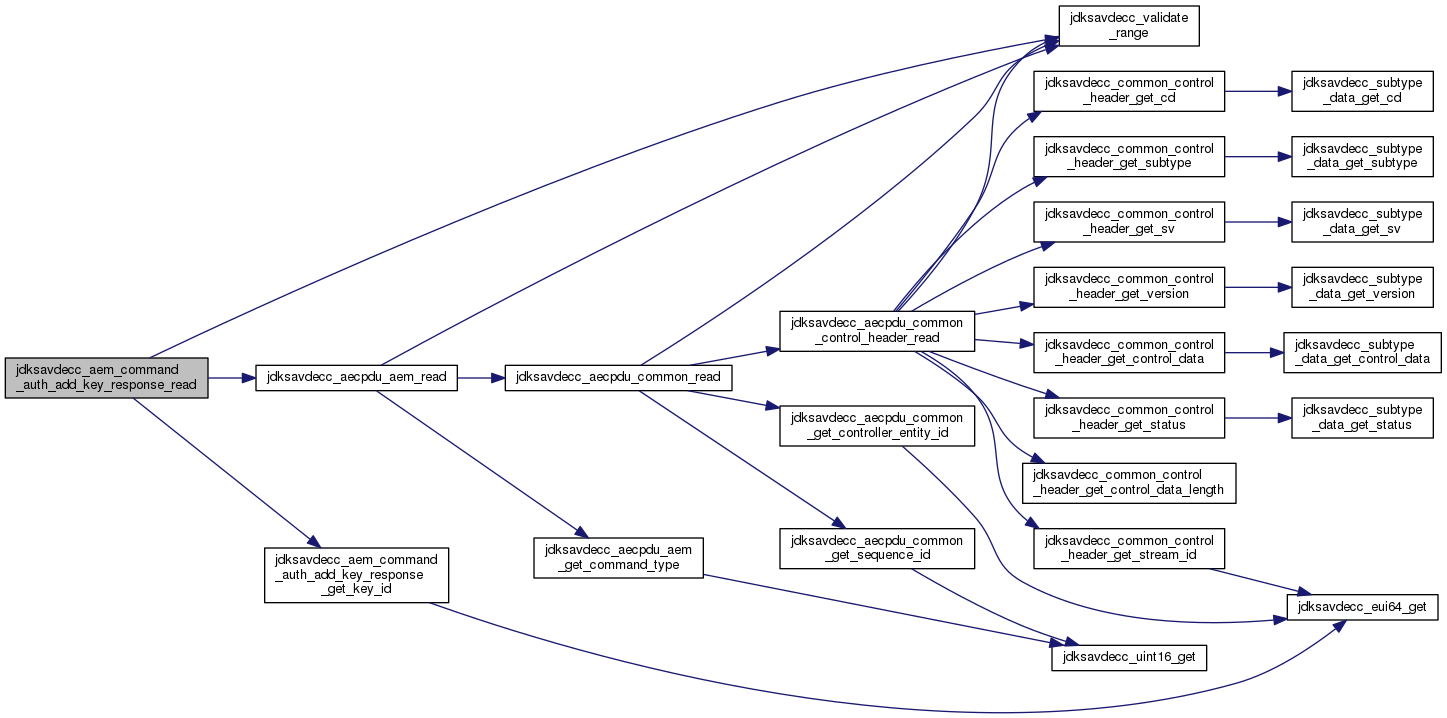 jdksavdecc_aem_command
_auth_add_key_response_read
jdksavdecc_aecpdu_aem_read
jdksavdecc_aem_command
_auth_add_key_response
_get_key_id
jdksavdecc_aecpdu_common_read
jdksavdecc_aecpdu_aem
_get_command_type
jdksavdecc_aecpdu_common
_control_header_read
jdksavdecc_aecpdu_common
_get_controller_entity_id
jdksavdecc_aecpdu_common
_get_sequence_id
jdksavdecc_validate
_range
jdksavdecc_common_control
_header_get_cd
jdksavdecc_common_control
_header_get_subtype
jdksavdecc_common_control
_header_get_sv
jdksavdecc_common_control
_header_get_version
jdksavdecc_common_control
_header_get_control_data
jdksavdecc_common_control
_header_get_status
jdksavdecc_common_control
_header_get_control_data_length
jdksavdecc_common_control
_header_get_stream_id
jdksavdecc_uint16_get
jdksavdecc_subtype
_data_get_cd
jdksavdecc_subtype
_data_get_subtype
jdksavdecc_subtype
_data_get_sv
jdksavdecc_subtype
_data_get_version
jdksavdecc_subtype
_data_get_control_data
jdksavdecc_subtype
_data_get_status
jdksavdecc_eui64_get